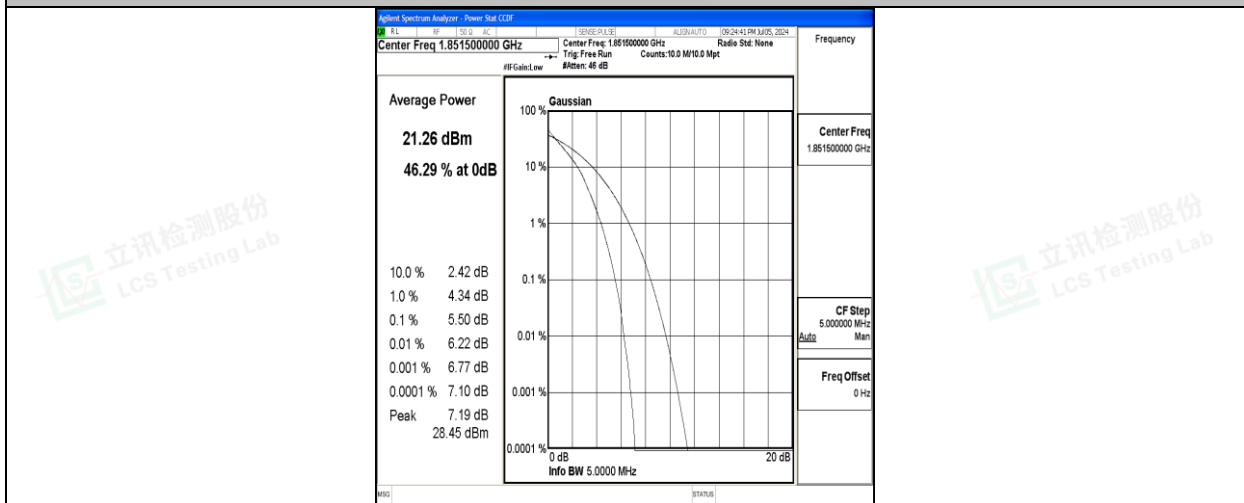 Agilent Spectrum Analyzer - Power Stat CCDF
RL RF 50 Ω AC SENSE:PULSE ALIGNAUTO 09:24:41 PM Jul 05, 2024
Center Freq 1.851500000 GHz
Center Freq: 1.851500000 GHz Radio Std: None
Trig: Free Run Counts:10.0 M/10.0 Mpt
#IFGain:Low #Atten: 46 dB
Frequency
Average Power
21.26 dBm
46.29 % at 0dB
10.0 % 2.42 dB
1.0 % 4.34 dB
0.1 % 5.50 dB
0.01 % 6.22 dB
0.001 % 6.77 dB
0.0001 % 7.10 dB
Peak 7.19 dB
28.45 dBm
Gaussian
100 %
10 %
1 %
0.1 %
0.01 %
0.001 %
0.0001 %
0 dB 20 dB
Info BW 5.0000 MHz
Center Freq
1.851500000 GHz
CF Step
5.000000 MHz
Auto Man
Freq Offset
0 Hz
MSG STATUS
立讯检测股份
LCS Testing Lab
立讯检测股份
LCS Testing Lab